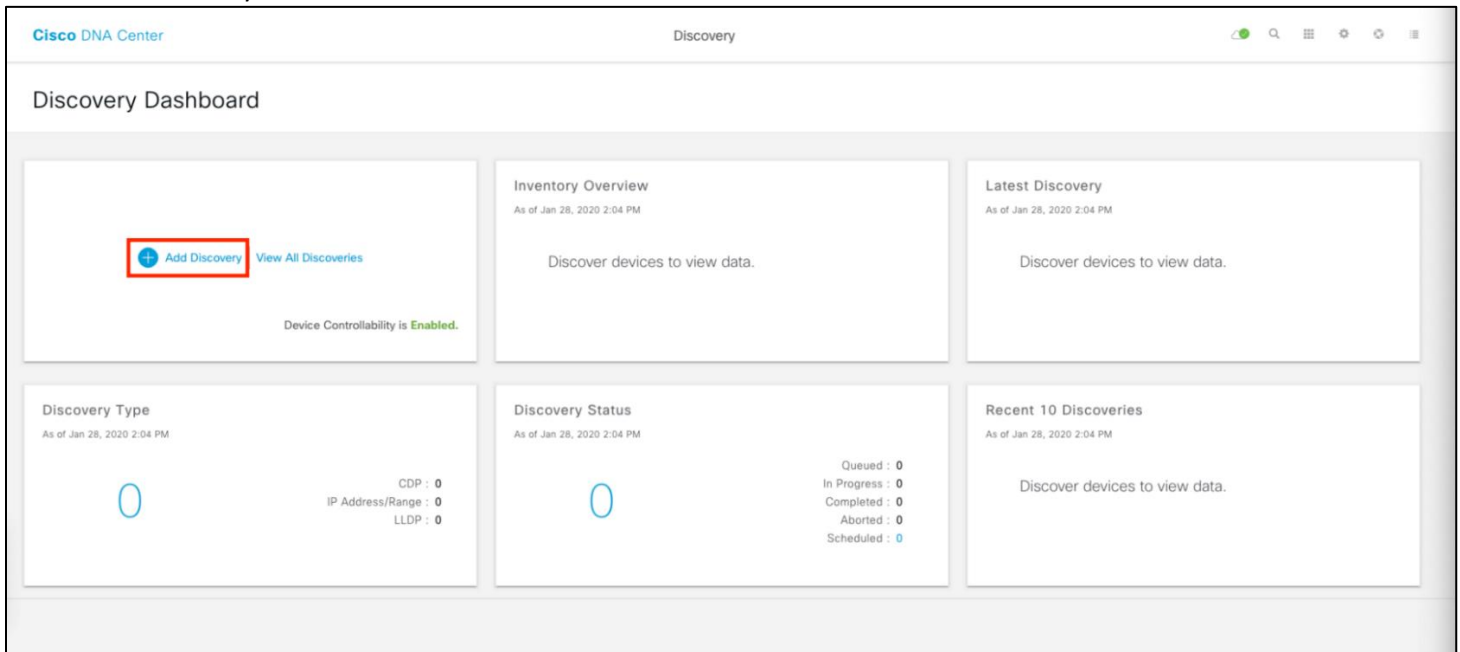 Cisco DNA Center
Discovery
Discovery Dashboard
Add Discovery
View All Discoveries
Device Controllability is Enabled.
Inventory Overview
As of Jan 28, 2020 2:04 PM
Discover devices to view data.
Latest Discovery
As of Jan 28, 2020 2:04 PM
Discover devices to view data.
Discovery Type
As of Jan 28, 2020 2:04 PM
0
CDP : 0
IP Address/Range : 0
LLDP : 0
Discovery Status
As of Jan 28, 2020 2:04 PM
0
Queued : 0
In Progress : 0
Completed : 0
Aborted : 0
Scheduled : 0
Recent 10 Discoveries
As of Jan 28, 2020 2:04 PM
Discover devices to view data.